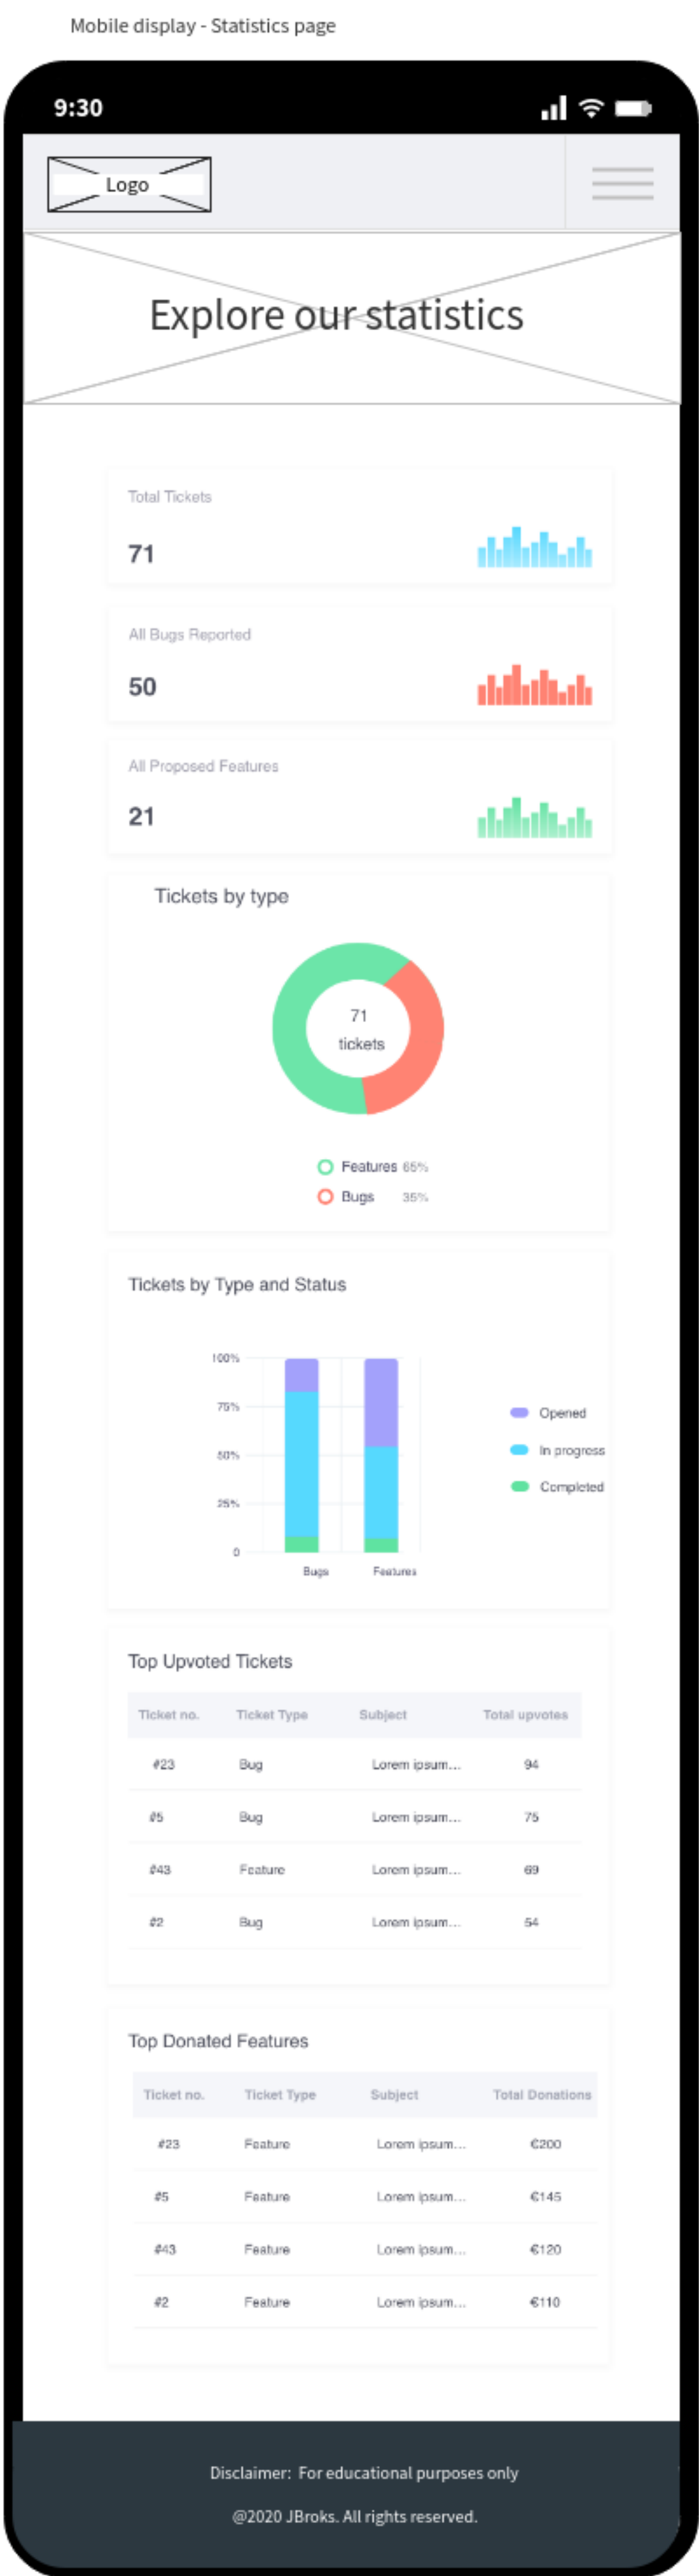 Mobile display - Statistics page
9:30
Logo
Explore our statistics
Total Tickets
71
All Bugs Reported
50
All Proposed Features
21
Tickets by type
71
tickets
Features 65%
Bugs 35%
Tickets by Type and Status
100%
75%
50%
25%
0
Bugs Features
Opened
In progress
Completed
Top Upvoted Tickets
Ticket no. Ticket Type Subject Total upvotes
#23 Bug Lorem ipsum... 94
#5 Bug Lorem ipsum... 75
#43 Feature Lorem ipsum... 69
#2 Bug Lorem ipsum... 54
Top Donated Features
Ticket no. Ticket Type Subject Total Donations
#23 Feature Lorem ipsum... €200
#5 Feature Lorem ipsum... €145
#43 Feature Lorem ipsum... €120
#2 Feature Lorem ipsum... €110
Disclaimer: For educational purposes only
@2020 JBroks. All rights reserved.